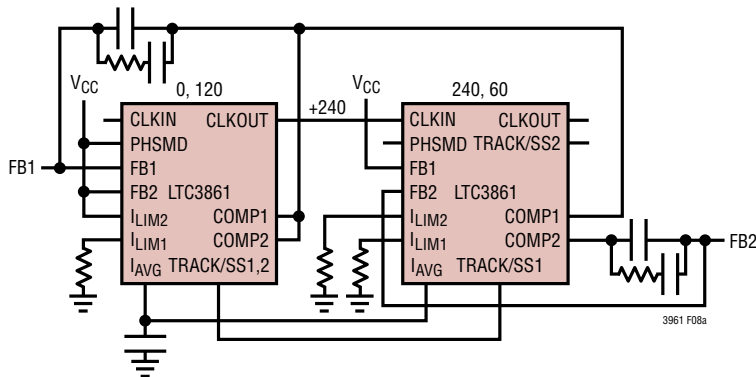 VCC
0, 120
+240
VCC
240, 60
CLKIN CLKOUT
PHSMD
FB1
FB2 LTC3861
ILIM2 COMP1
ILIM1 COMP2
IAVG TRACK/SS1,2
FB1
CLKIN CLKOUT
PHSMD TRACK/SS2
FB1
FB2 LTC3861
ILIM2 COMP1
ILIM1 COMP2
IAVG TRACK/SS1
FB2
3961 F08a